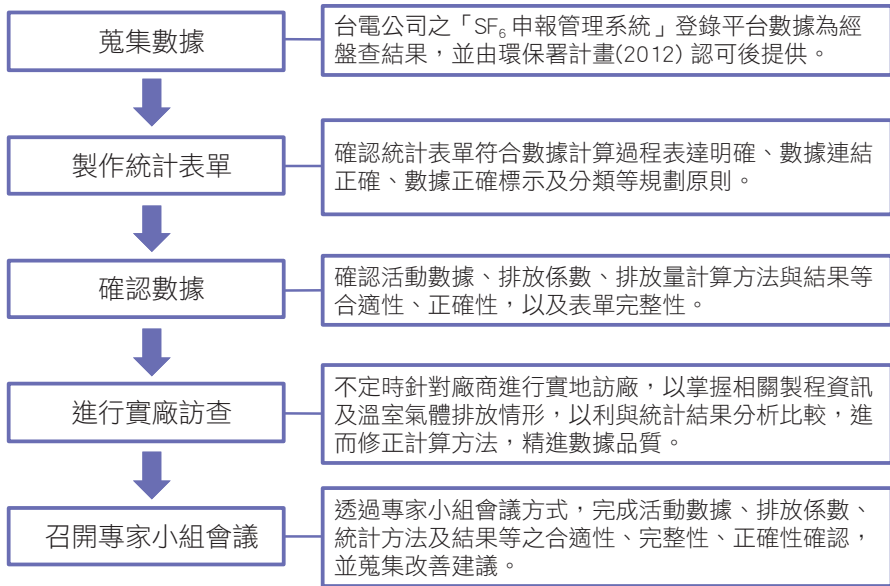 蒐集數據
台電公司之「SF₆申報管理系統」登錄平台數據為經
盤查結果，並由環保署計畫(2012) 認可後提供。
製作統計表單
確認統計表單符合數據計算過程表達明確、數據連結
正確、數據正確標示及分類等規劃原則。
確認數據
確認活動數據、排放係數、排放量計算方法與結果等
合適性、正確性，以及表單完整性。
進行實廠訪查
不定時針對廠商進行實地訪廠，以掌握相關製程資訊
及溫室氣體排放情形，以利與統計結果分析比較，進
而修正計算方法，精進數據品質。
召開專家小組會議
透過專家小組會議方式，完成活動數據、排放係數、
統計方法及結果等之合適性、完整性、正確性確認，
並蒐集改善建議。